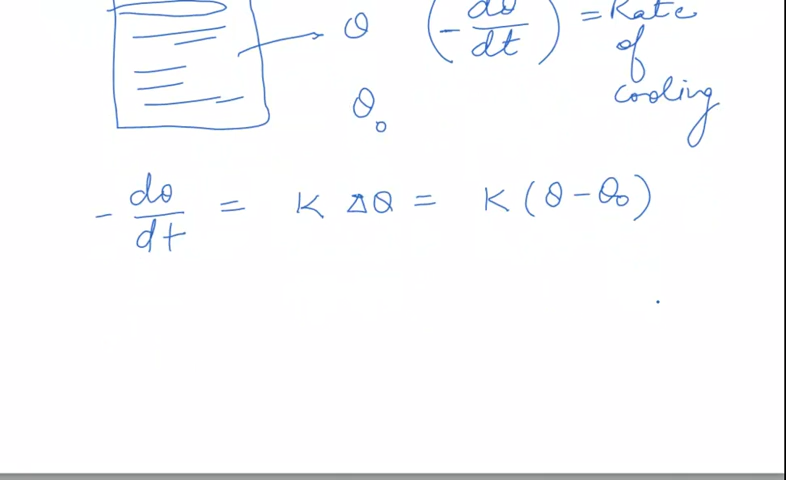 θ (-dθ/dt) = Rate of cooling
θ₀
- dθ/dt = K Δθ = K(θ - θ₀)